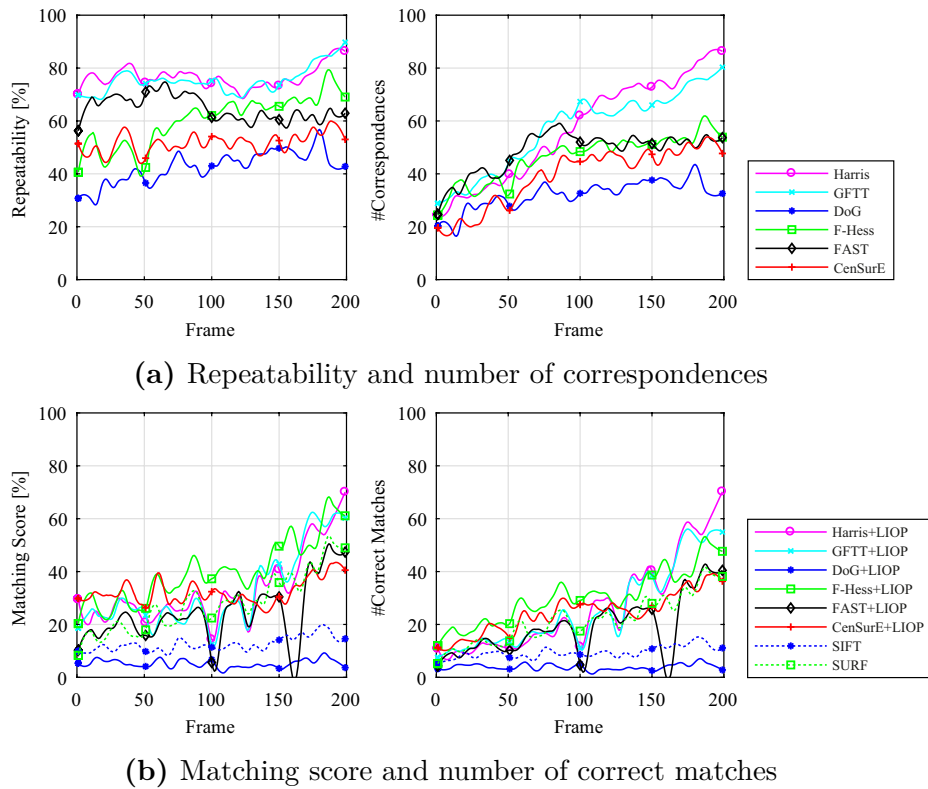 100
80
60
40
20
0
Repeatability [%]
0 50 100 150 200
Frame
100
80
60
40
20
0
#Correspondences
0 50 100 150 200
Frame
Harris
GFTT
DoG
F-Hess
FAST
CenSurE
(a) Repeatability and number of correspondences
100
80
60
40
20
0
Matching Score [%]
0 50 100 150 200
Frame
100
80
60
40
20
0
#Correct Matches
0 50 100 150 200
Frame
Harris+LIOP
GFTT+LIOP
DoG+LIOP
F-Hess+LIOP
FAST+LIOP
CenSurE+LIOP
SIFT
SURF
(b) Matching score and number of correct matches